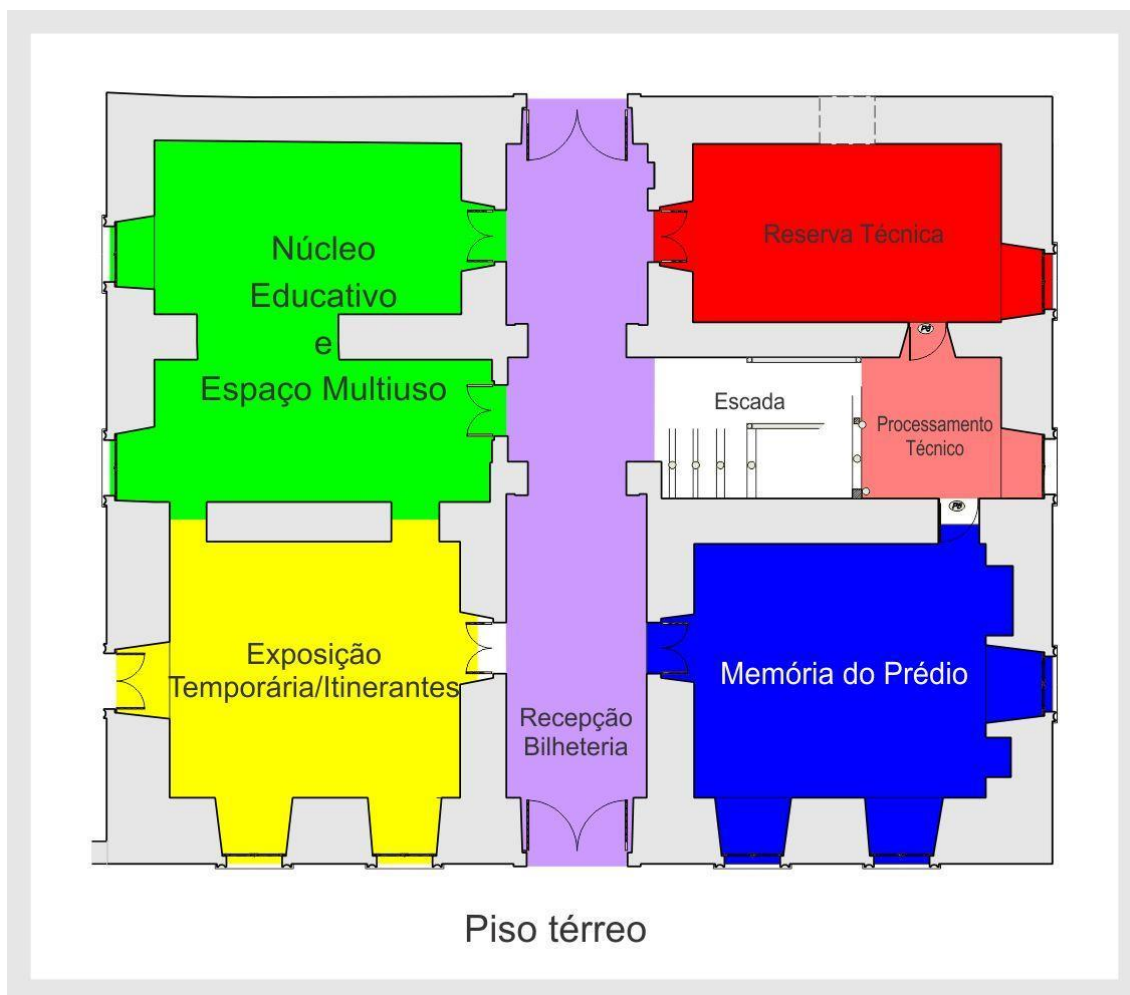 Núcleo
Educativo
e
Espaço Multiuso
Reserva Técnica
Escada
Processamento
Técnico
Exposição
Temporária/Itinerantes
Recepção
Bilheteria
Memória do Prédio
Piso térreo